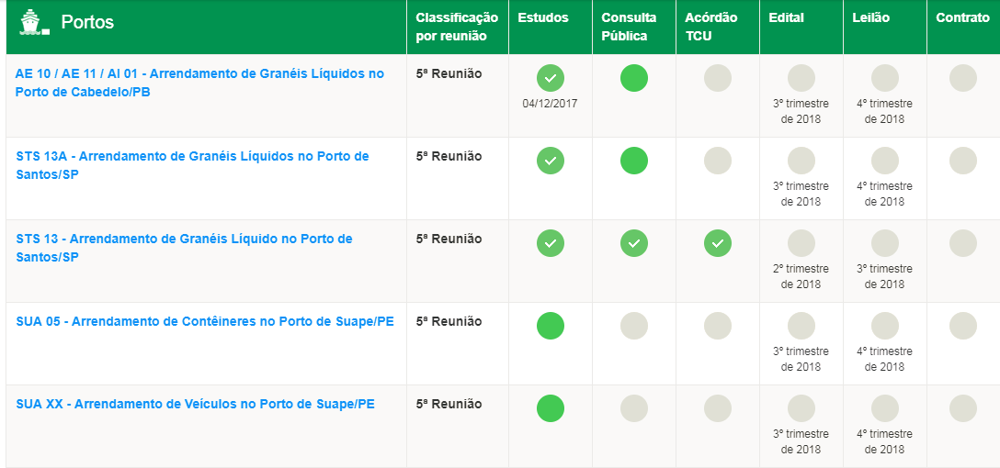 Portos
Classificação
por reunião
Estudos
Consulta
Pública
Acórdão
TCU
Edital
Leilão
Contrato
AE 10 / AE 11 / AI 01 - Arrendamento de Granéis Líquidos no
Porto de Cabedelo/PB
5ª Reunião
04/12/2017
3º trimestre
de 2018
4º trimestre
de 2018
STS 13A - Arrendamento de Granéis Líquidos no Porto de
Santos/SP
5ª Reunião
3º trimestre
de 2018
4º trimestre
de 2018
STS 13 - Arrendamento de Granéis Líquido no Porto de
Santos/SP
5ª Reunião
2º trimestre
de 2018
3º trimestre
de 2018
SUA 05 - Arrendamento de Contêineres no Porto de Suape/PE
5ª Reunião
3º trimestre
de 2018
4º trimestre
de 2018
SUA XX - Arrendamento de Veículos no Porto de Suape/PE
5ª Reunião
3º trimestre
de 2018
4º trimestre
de 2018